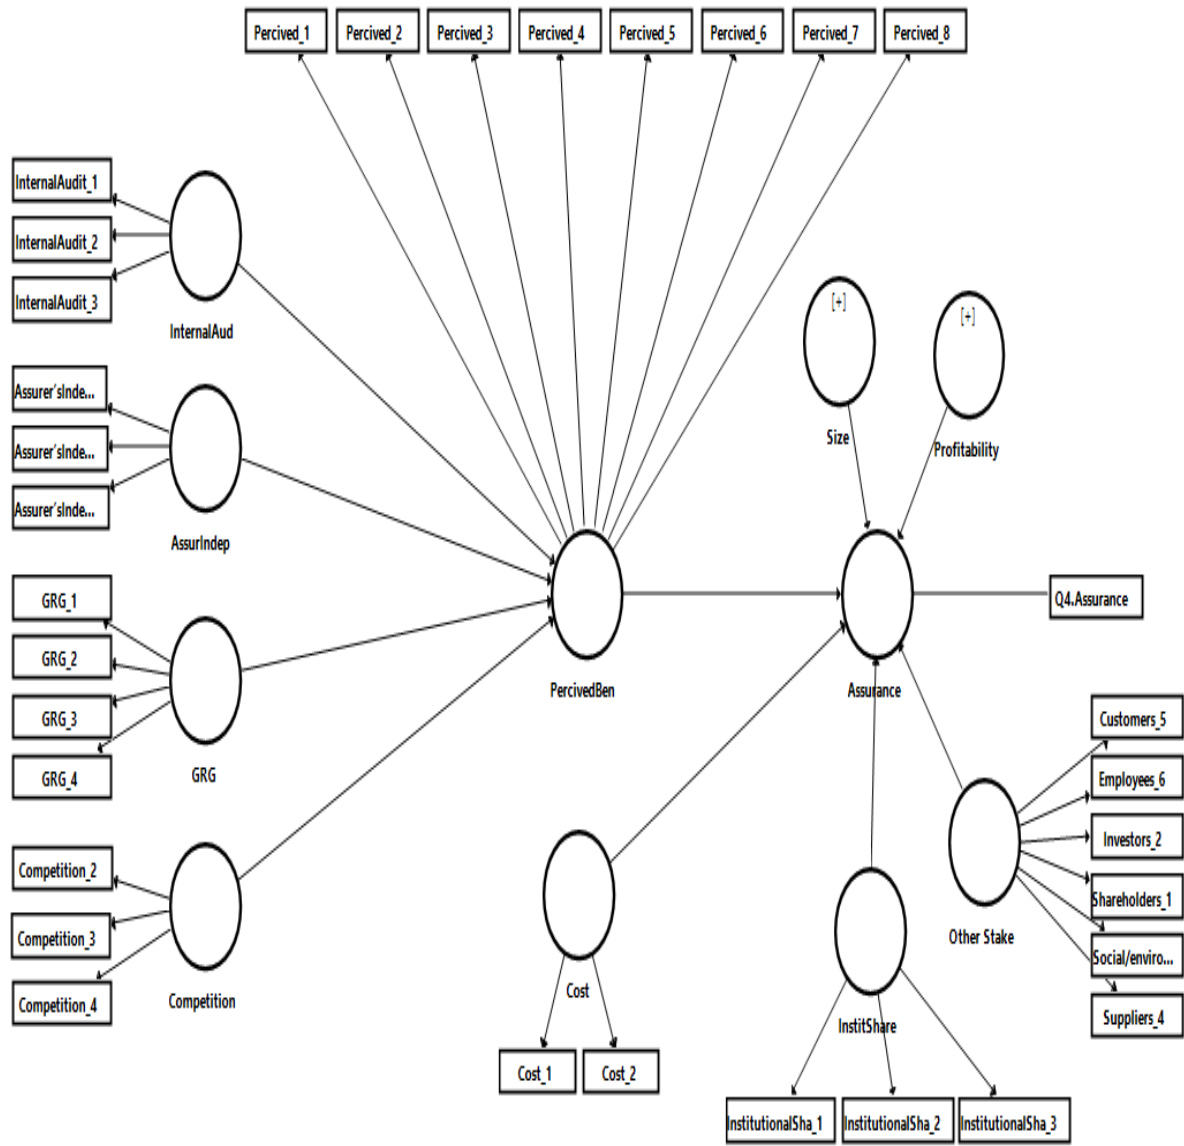 Percived_1
Percived_2
Percived_3
Percived_4
Percived_5
Percived_6
Percived_7
Percived_8
InternalAudit_1
InternalAudit_2
InternalAudit_3
InternalAud
Assurer´sInde...
Assurer´sInde...
Assurer´sInde...
AssurIndep
GRG_1
GRG_2
GRG_3
GRG_4
GRG
Competition_2
Competition_3
Competition_4
Competition
PercivedBen
[+]
Size
[+]
Profitability
Assurance
Q4.Assurance
Customers_5
Employees_6
Investors_2
Shareholders_1
Social/enviro...
Suppliers_4
Other Stake
Cost
Cost_1
Cost_2
InstitShare
InstitutionalSha_1
InstitutionalSha_2
InstitutionalSha_3